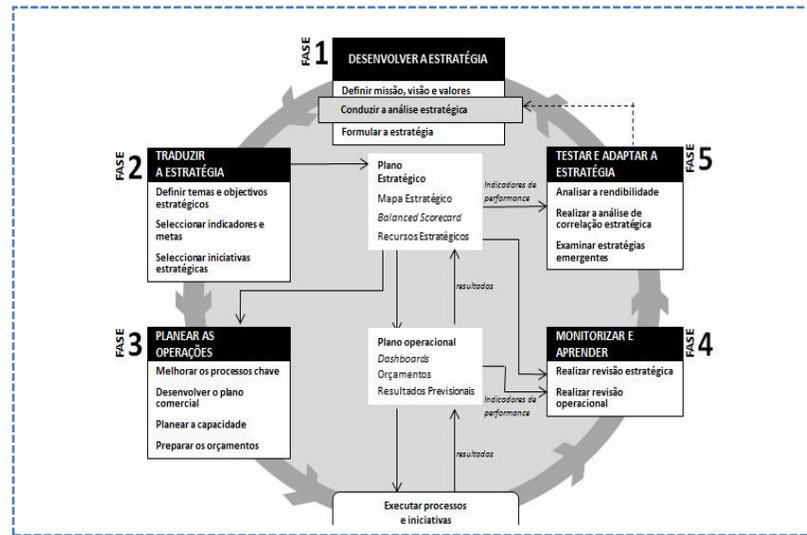 FASE 1
DESENVOLVER A ESTRATÉGIA
Definir missão, visão e valores
Conduzir a análise estratégica
Formular a estratégia
FASE 2
TRADUZIR
A ESTRATÉGIA
Definir temas e objectivos
estratégicos
Seleccionar indicadores e
metas
Seleccionar iniciativas
estratégicas
Plano
Estratégico
Mapa Estratégico
Balanced Scorecard
Recursos Estratégicos
Indicadores de
performance
FASE 5
TESTAR E ADAPTAR A
ESTRATÉGIA
Analisar a rendibilidade
Realizar a análise de
correlação estratégica
Examinar estratégias
emergentes
resultados
FASE 3
PLANEAR AS
OPERAÇÕES
Melhorar os processos chave
Desenvolver o plano
comercial
Planear a capacidade
Preparar os orçamentos
Plano operacional
Dashboards
Orçamentos
Resultados Previsionais
Indicadores de
performance
FASE 4
MONITORIZAR E
APRENDER
Realizar revisão estratégica
Realizar revisão
operacional
resultados
Executar processos
e iniciativas